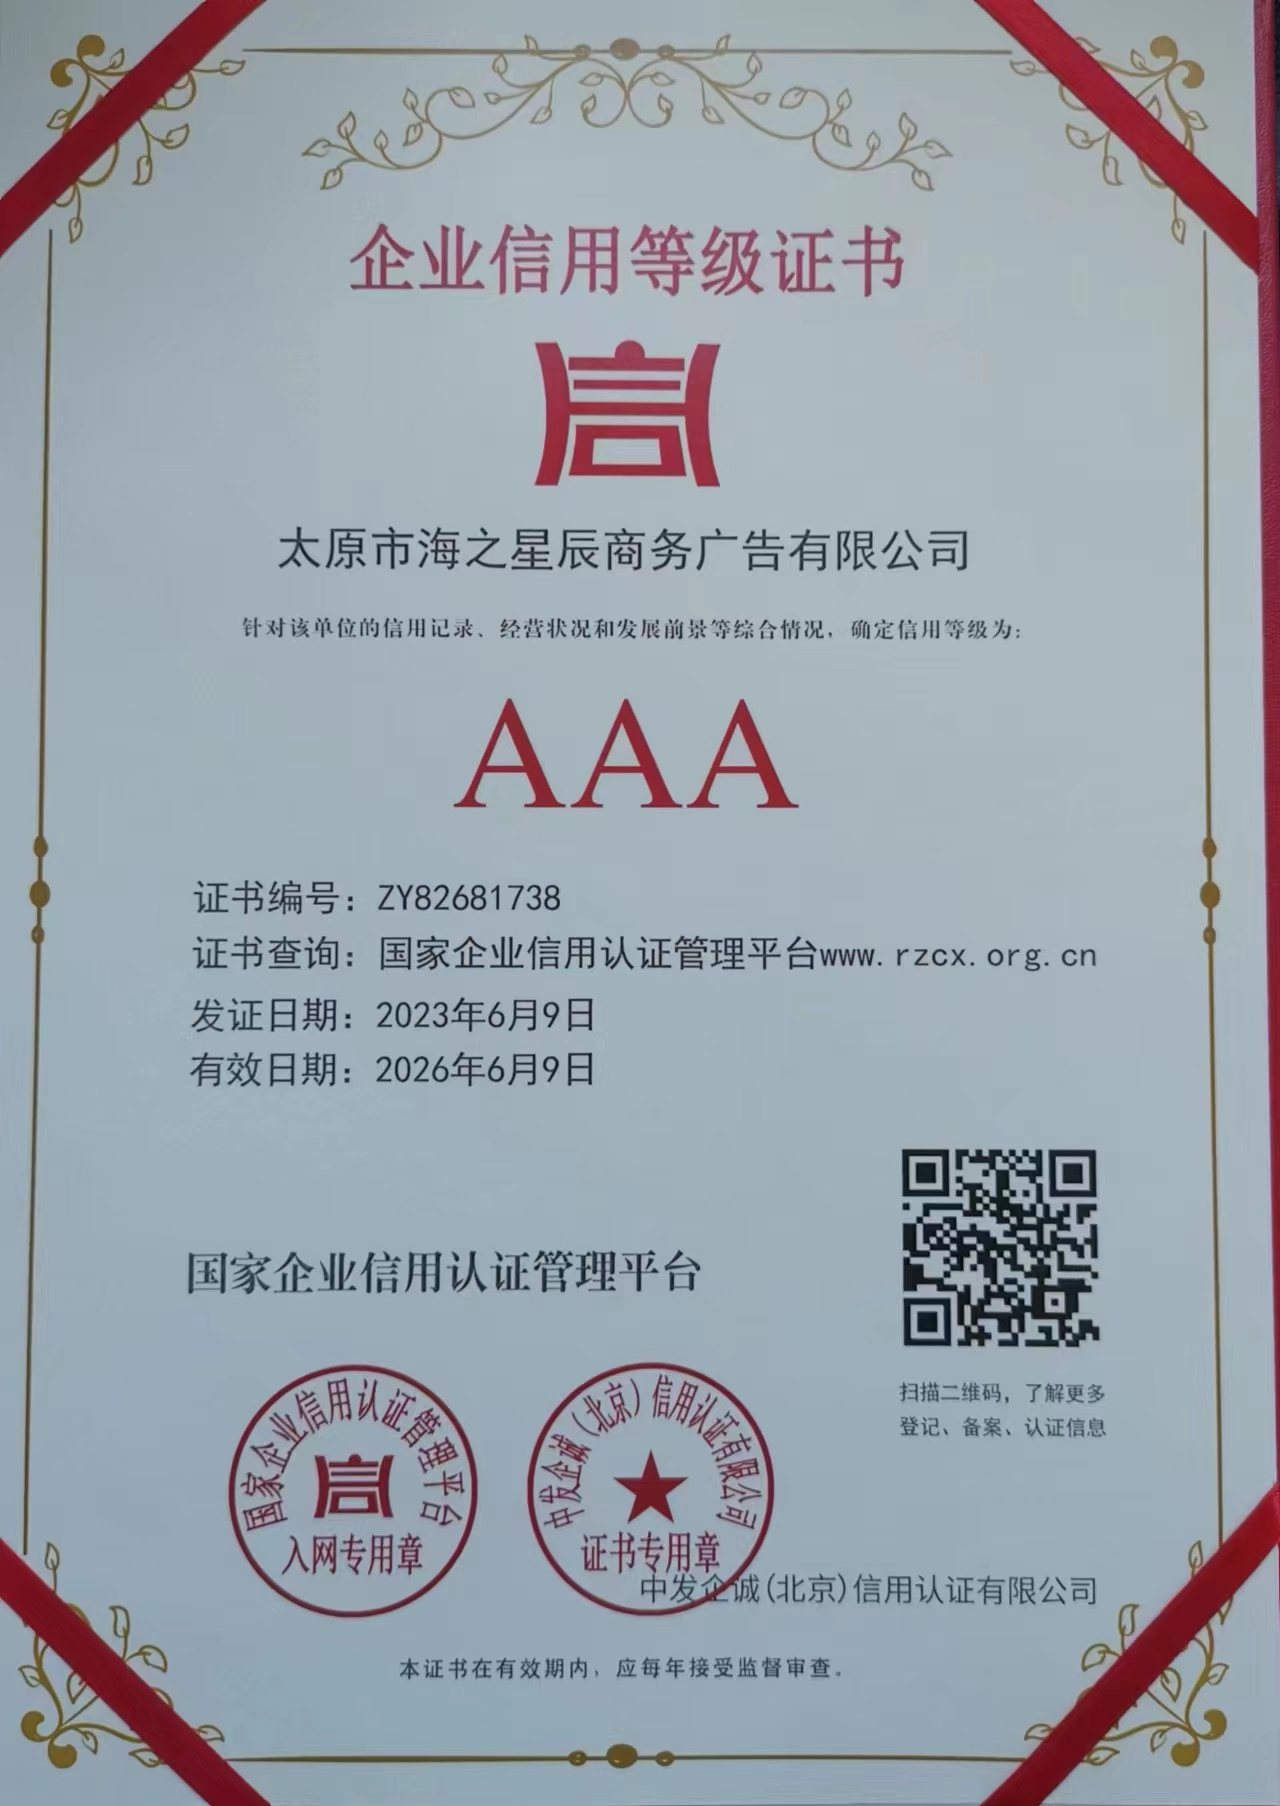 企业信用等级证书
信
太原市海之星辰商务广告有限公司
针对该单位的信用记录、经营状况和发展前景等综合情况，确定信用等级为：
AAA
证书编号：ZY82681738
证书查询：国家企业信用认证管理平台www.rzcx.org.cn
发证日期：2023年6月9日
有效日期：2026年6月9日
国家企业信用认证管理平台
扫描二维码，了解更多
登记、备案、认证信息
国家企业信用认证管理平台
信
入网专用章
中发企诚（北京）信用认证有限公司
证书专用章
中发企诚(北京)信用认证有限公司
本证书在有效期内，应每年接受监督审查。